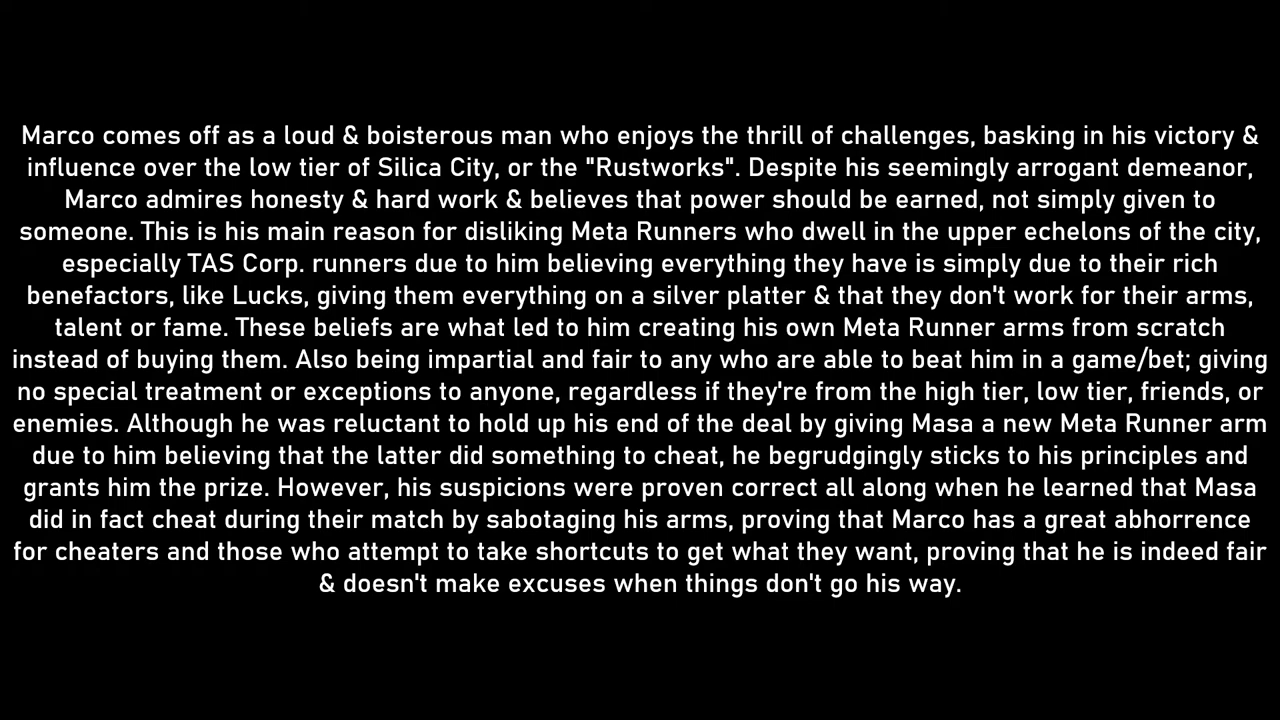 Marco comes off as a loud & boisterous man who enjoys the thrill of challenges, basking in his victory &
influence over the low tier of Silica City, or the "Rustworks". Despite his seemingly arrogant demeanor,
Marco admires honesty & hard work & believes that power should be earned, not simply given to
someone. This is his main reason for disliking Meta Runners who dwell in the upper echelons of the city,
especially TAS Corp. runners due to him believing everything they have is simply due to their rich
benefactors, like Lucks, giving them everything on a silver platter & that they don't work for their arms,
talent or fame. These beliefs are what led to him creating his own Meta Runner arms from scratch
instead of buying them. Also being impartial and fair to any who are able to beat him in a game/bet; giving
no special treatment or exceptions to anyone, regardless if they're from the high tier, low tier, friends, or
enemies. Although he was reluctant to hold up his end of the deal by giving Masa a new Meta Runner arm
due to him believing that the latter did something to cheat, he begrudgingly sticks to his principles and
grants him the prize. However, his suspicions were proven correct all along when he learned that Masa
did in fact cheat during their match by sabotaging his arms, proving that Marco has a great abhorrence
for cheaters and those who attempt to take shortcuts to get what they want, proving that he is indeed fair
& doesn't make excuses when things don't go his way.